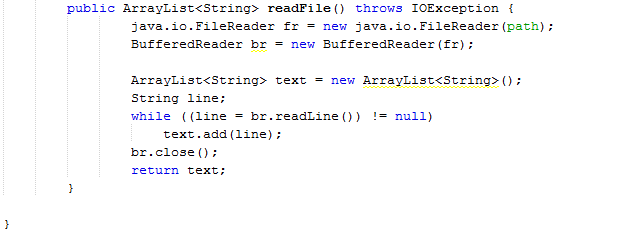 public ArrayList<String> readFile() throws IOException {
java.io.FileReader fr = new java.io.FileReader(path);
BufferedReader br = new BufferedReader(fr);
ArrayList<String> text = new ArrayList<String>();
String line;
while ((line = br.readLine()) != null)
text.add(line);
br.close();
return text;
}
}